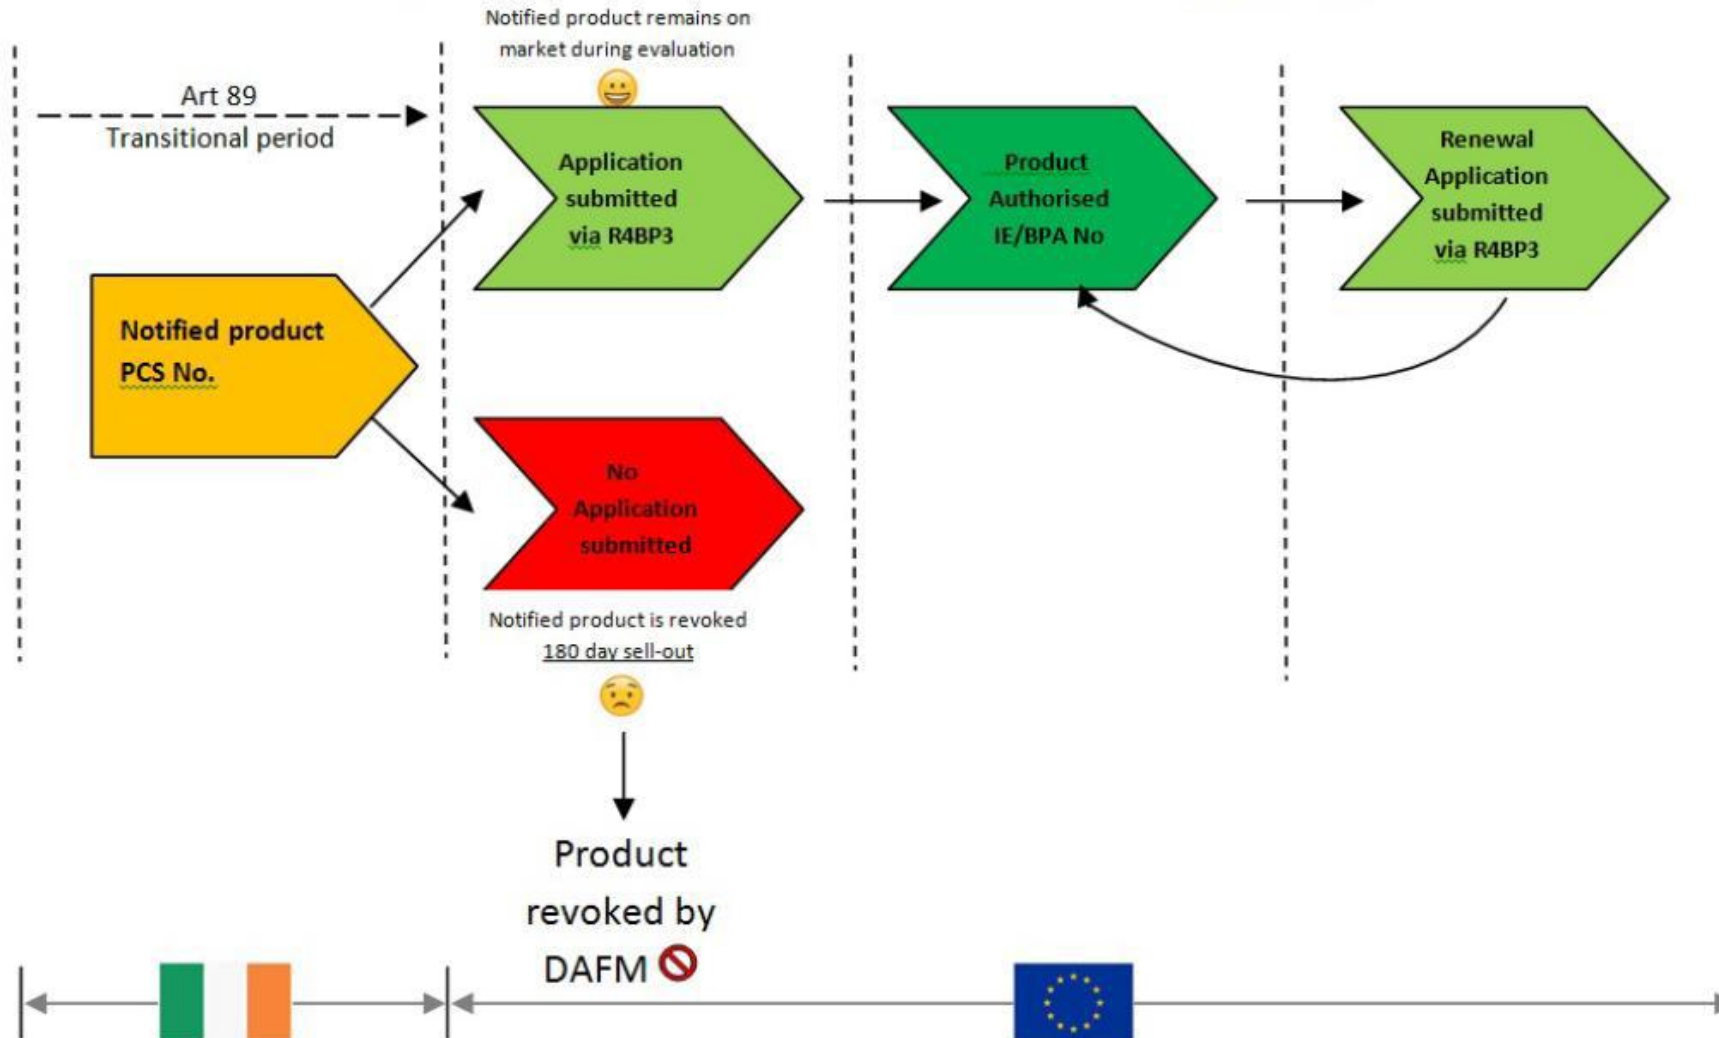 Notified product remains on
market during evaluation
Art 89
Transitional period
Application
submitted
via R4BP3
Product
Authorised
IE/BPA No
Renewal
Application
submitted
via R4BP3
Notified product
PCS No.
No
Application
submitted
Notified product is revoked
180 day sell-out
Product
revoked by
DAFM